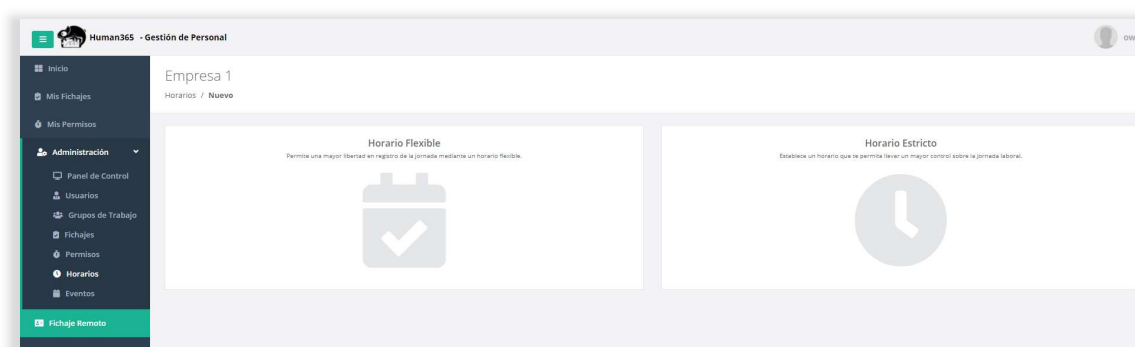 Human365 - Gestión de Personal
Inicio
Mis Fichajes
Mis Permisos
Administración
Panel de Control
Usuarios
Grupos de Trabajo
Fichajes
Permisos
Horarios
Eventos
Fichaje Remoto
Empresa 1
Horarios / Nuevo
Horario Flexible
Permite una mayor libertad en registro de la jornada mediante un horario flexible.
Horario Estricto
Establece un horario que te permita llevar un mayor control sobre la jornada laboral.